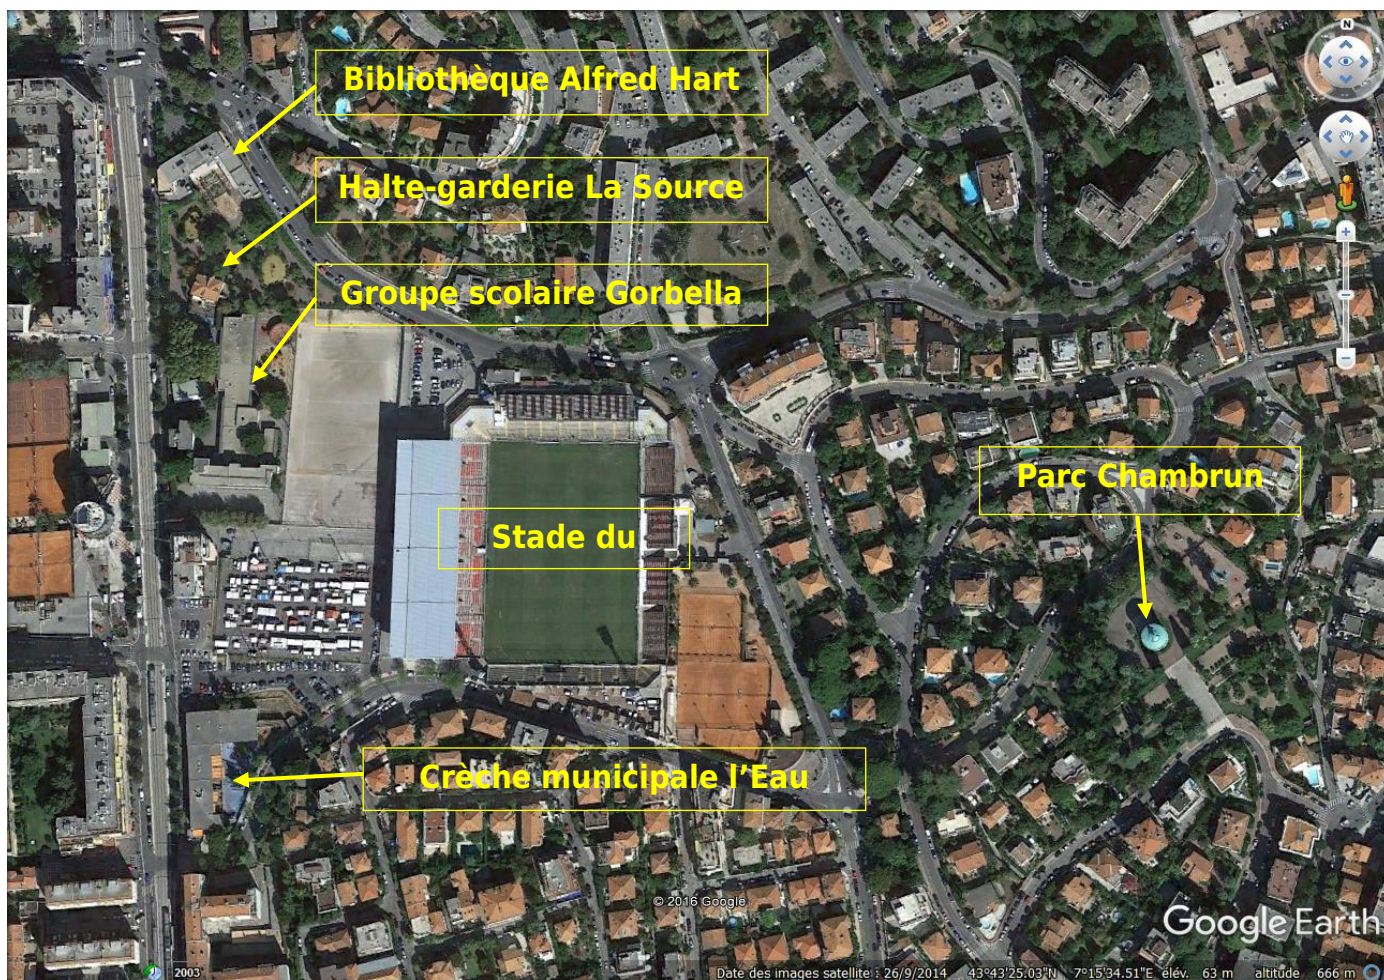 N
Bibliothèque Alfred Hart
Halte-garderie La Source
Groupe scolaire Gorbella
Parc Chambrun
Stade du
Crèche municipale l’Eau
© 2016 Google
Google Earth
2003
Date des images satellite : 26/9/2014 43°43'25.03"N 7°15'34.51"E élév. 63 m altitude 666 m